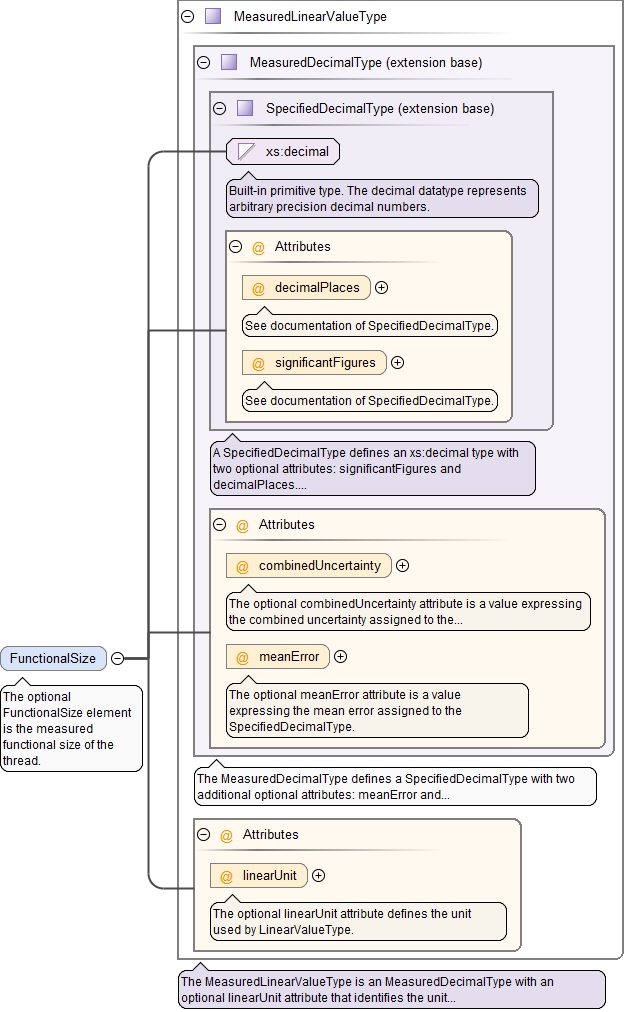 MeasuredLinearValueType
MeasuredDecimalType (extension base)
SpecifiedDecimalType (extension base)
xs:decimal
Built-in primitive type. The decimal datatype represents
arbitrary precision decimal numbers.
@ Attributes
@ decimalPlaces
See documentation of SpecifiedDecimalType.
@ significantFigures
See documentation of SpecifiedDecimalType.
A SpecifiedDecimalType defines an xs:decimal type with
two optional attributes: significantFigures and
decimalPlaces....
@ Attributes
@ combinedUncertainty
The optional combinedUncertainty attribute is a value expressing
the combined uncertainty assigned to the...
@ meanError
The optional meanError attribute is a value
expressing the mean error assigned to the
SpecifiedDecimalType.
The MeasuredDecimalType defines a SpecifiedDecimalType with two
additional optional attributes: meanError and...
@ Attributes
@ linearUnit
The optional linearUnit attribute defines the unit
used by LinearValueType.
The MeasuredLinearValueType is an MeasuredDecimalType with an
optional linearUnit attribute that identifies the unit...
FunctionalSize
The optional
FunctionalSize element
is the measured
functional size of the
thread.